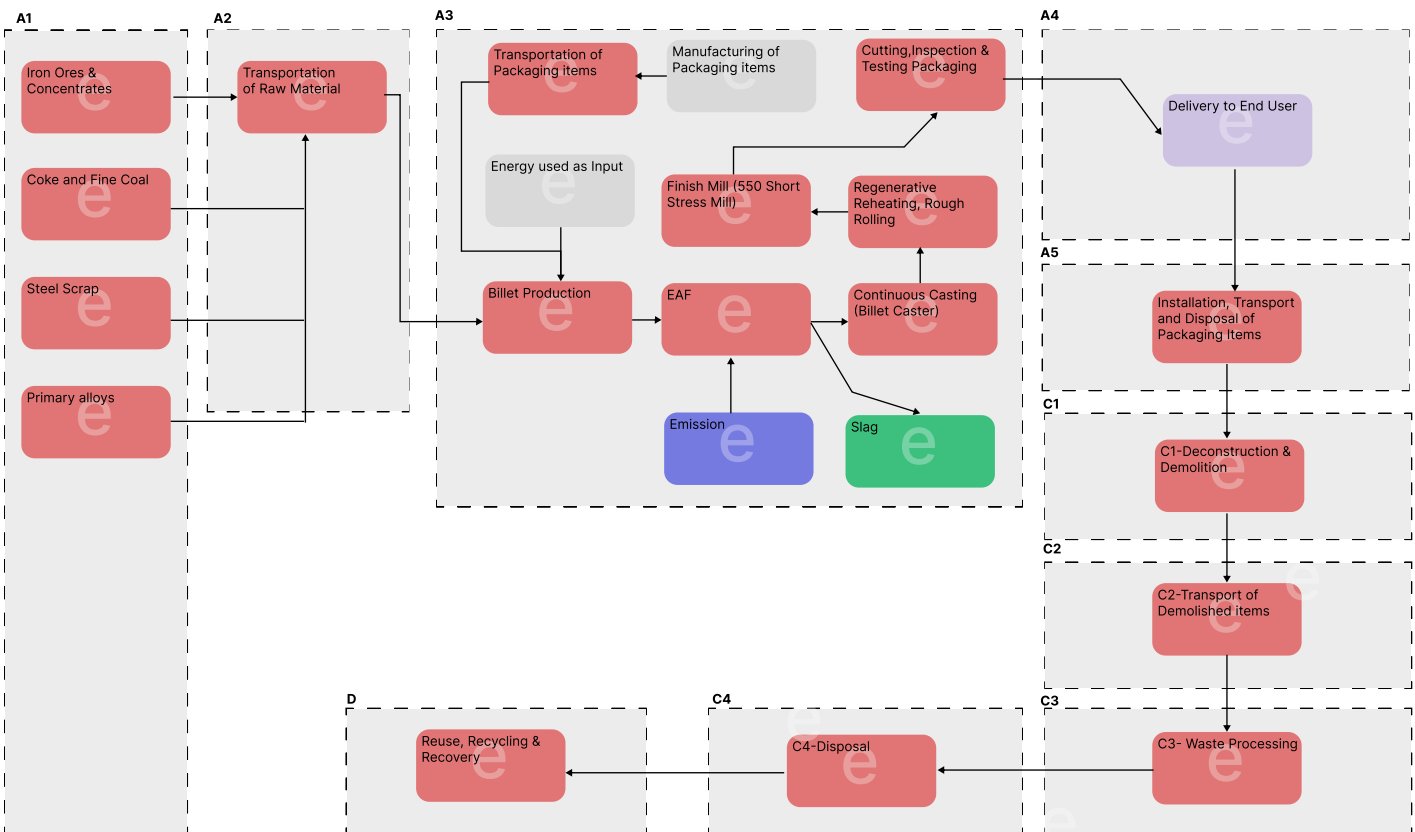 A1
Iron Ores &
Concentrates
Coke and Fine Coal
Steel Scrap
Primary alloys
A2
Transportation
of Raw Material
A3
Transportation of
Packaging items
Manufacturing of
Packaging items
Cutting,Inspection &
Testing Packaging
Energy used as Input
Finish Mill (550 Short
Stress Mill)
Regenerative
Reheating, Rough
Rolling
Billet Production
EAF
Continuous Casting
(Billet Caster)
Emission
Slag
A4
Delivery to End User
A5
Installation, Transport
and Disposal of
Packaging Items
C1
C1-Deconstruction &
Demolition
C2
C2-Transport of
Demolished items
C3
C3- Waste Processing
C4
C4-Disposal
D
Reuse, Recycling &
Recovery